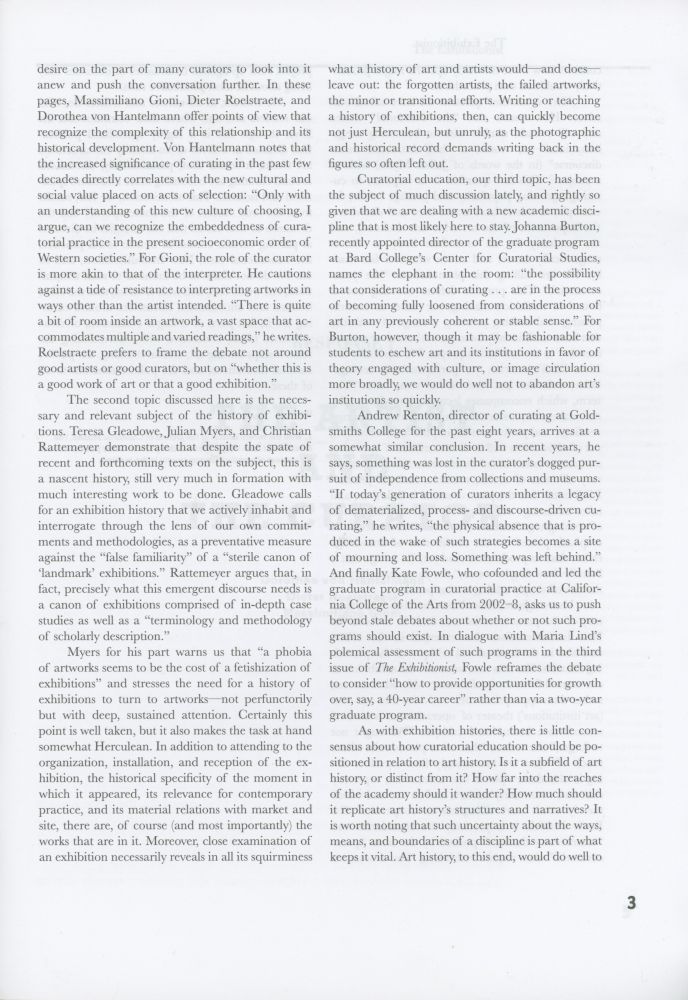 desire on the part of many curators to look into it
anew and push the conversation further. In these
pages, Massimiliano Gioni, Dieter Roelstraete, and
Dorothea von Hantelmann offer points of view that
recognize the complexity of this relationship and its
historical development. Von Hantelmann notes that
the increased significance of curating in the past few
decades directly correlates with the new cultural and
social value placed on acts of selection: “Only with
an understanding of this new culture of choosing, I
argue, can we recognize the embeddedness of cura-
torial practice in the present socioeconomic order of
Western societies.” For Gioni, the role of the curator
is more akin to that of the interpreter. He cautions
against a tide of resistance to interpreting artworks in
ways other than the artist intended. “There is quite
a bit of room inside an artwork, a vast space that ac-
commodates multiple and varied readings,” he writes.
Roelstraete prefers to frame the debate not around
good artists or good curators, but on “whether this is
a good work of art or that a good exhibition.”
The second topic discussed here is the neces-
sary and relevant subject of the history of exhibi-
tions. Teresa Gleadowe, Julian Myers, and Christian
Rattemeyer demonstrate that despite the spate of
recent and forthcoming texts on the subject, this is
a nascent history, still very much in formation with
much interesting work to be done. Gleadowe calls
for an exhibition history that we actively inhabit and
interrogate through the lens of our own commit-
ments and methodologies, as a preventative measure
against the “false familiarity” of a “sterile canon of
‘landmark’ exhibitions.” Rattemeyer argues that, in
fact, precisely what this emergent discourse needs is
a canon of exhibitions comprised of in-depth case
studies as well as a “terminology and methodology
of scholarly description.”
Myers for his part warns us that “a phobia
of artworks seems to be the cost of a fetishization of
exhibitions” and stresses the need for a history of
exhibitions to turn to artworks—not perfunctorily
but with deep, sustained attention. Certainly this
point is well taken, but it also makes the task at hand
somewhat Herculean. In addition to attending to the
organization, installation, and reception of the ex-
hibition, the historical specificity of the moment in
which it appeared, its relevance for contemporary
practice, and its material relations with market and
site, there are, of course (and most importantly) the
works that are in it. Moreover, close examination of
an exhibition necessarily reveals in all its squirminess
what a history of art and artists would—and does—
leave out: the forgotten artists, the failed artworks,
the minor or transitional efforts. Writing or teaching
a history of exhibitions, then, can quickly become
not just Herculean, but unruly, as the photographic
and historical record demands writing back in the
figures so often left out.
Curatorial education, our third topic, has been
the subject of much discussion lately, and rightly so
given that we are dealing with a new academic disci-
pline that is most likely here to stay. Johanna Burton,
recently appointed director of the graduate program
at Bard College’s Center for Curatorial Studies,
names the elephant in the room: “the possibility
that considerations of curating . . . are in the process
of becoming fully loosened from considerations of
art in any previously coherent or stable sense.” For
Burton, however, though it may be fashionable for
students to eschew art and its institutions in favor of
theory engaged with culture, or image circulation
more broadly, we would do well not to abandon art’s
institutions so quickly.
Andrew Renton, director of curating at Gold-
smiths College for the past eight years, arrives at a
somewhat similar conclusion. In recent years, he
says, something was lost in the curator’s dogged pur-
suit of independence from collections and museums.
“If today’s generation of curators inherits a legacy
of dematerialized, process- and discourse-driven cu-
rating,” he writes, “the physical absence that is pro-
duced in the wake of such strategies becomes a site
of mourning and loss. Something was left behind.”
And finally Kate Fowle, who cofounded and led the
graduate program in curatorial practice at Califor-
nia College of the Arts from 2002–8, asks us to push
beyond stale debates about whether or not such pro-
grams should exist. In dialogue with Maria Lind’s
polemical assessment of such programs in the third
issue of The Exhibitionist, Fowle reframes the debate
to consider “how to provide opportunities for growth
over, say, a 40-year career” rather than via a two-year
graduate program.
As with exhibition histories, there is little con-
sensus about how curatorial education should be po-
sitioned in relation to art history. Is it a subfield of art
history, or distinct from it? How far into the reaches
of the academy should it wander? How much should
it replicate art history’s structures and narratives? It
is worth noting that such uncertainty about the ways,
means, and boundaries of a discipline is part of what
keeps it vital. Art history, to this end, would do well to
3